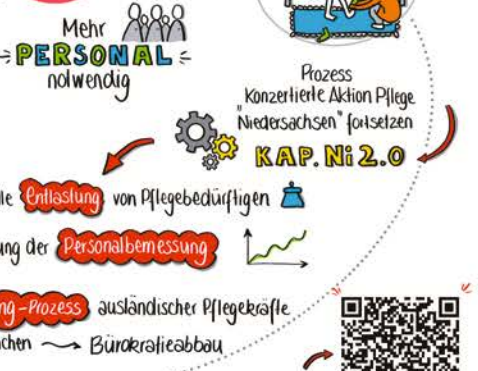 Mehr
PERSONAL
notwendig
Prozess
Konzertierte Aktion Pflege
"Niedersachsen" fortsetzen
KAP.Ni 2.0
Entlastung von Pflegebedürftigen
der Personalbemessung
-Prozess ausländischer Pflegekräfte
Bürokratieabbau